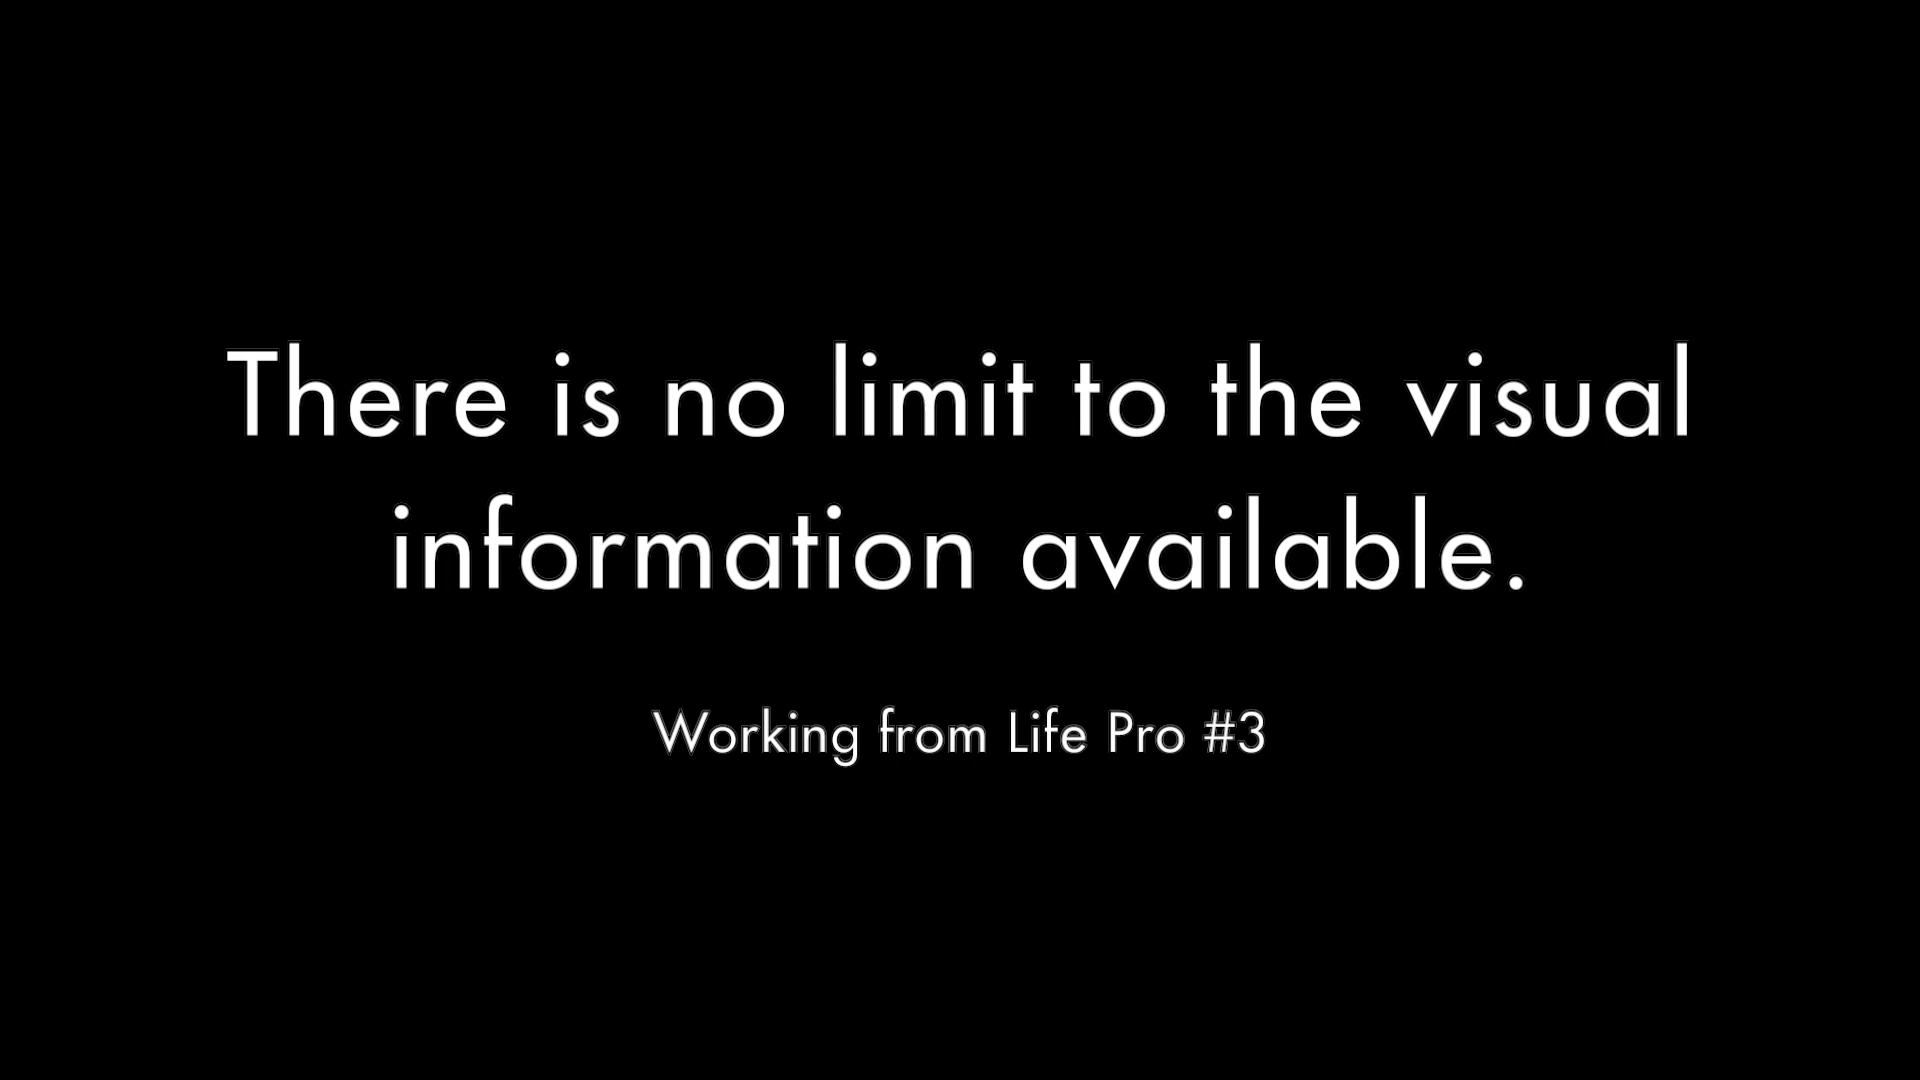 There is no limit to the visual
information available.
Working from Life Pro #3